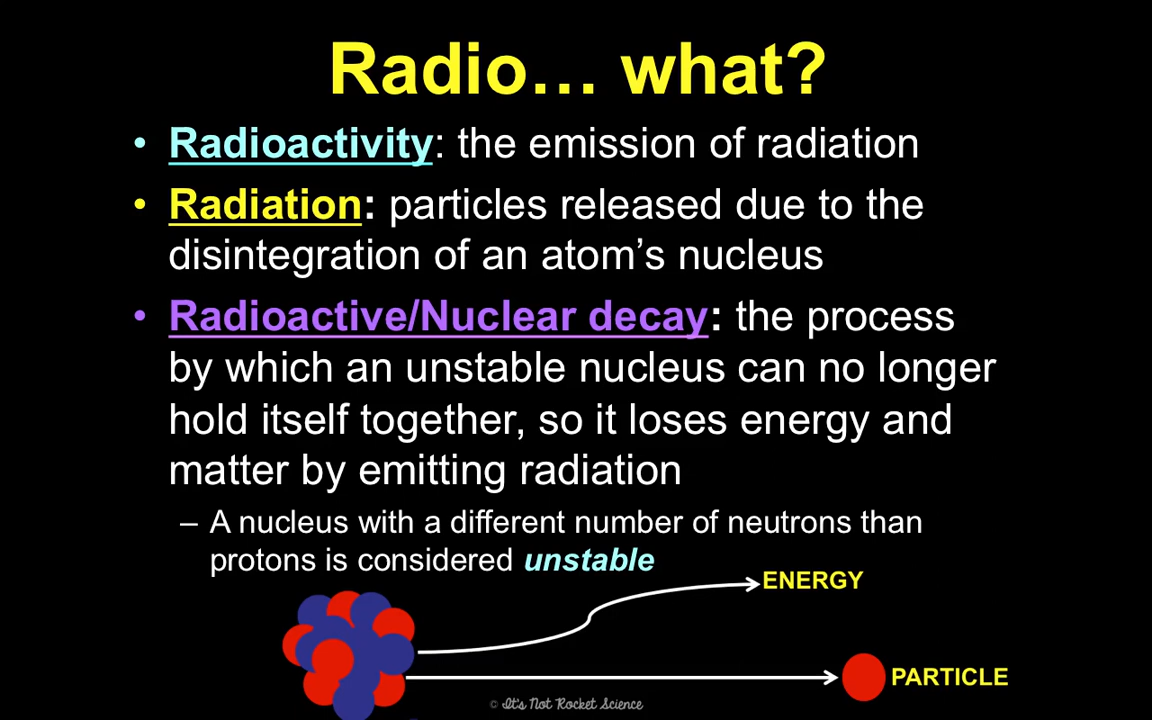 Radio… what?
• Radioactivity: the emission of radiation
• Radiation: particles released due to the
disintegration of an atom’s nucleus
• Radioactive/Nuclear decay: the process
by which an unstable nucleus can no longer
hold itself together, so it loses energy and
matter by emitting radiation
– A nucleus with a different number of neutrons than
protons is considered unstable
ENERGY
PARTICLE
© It's Not Rocket Science